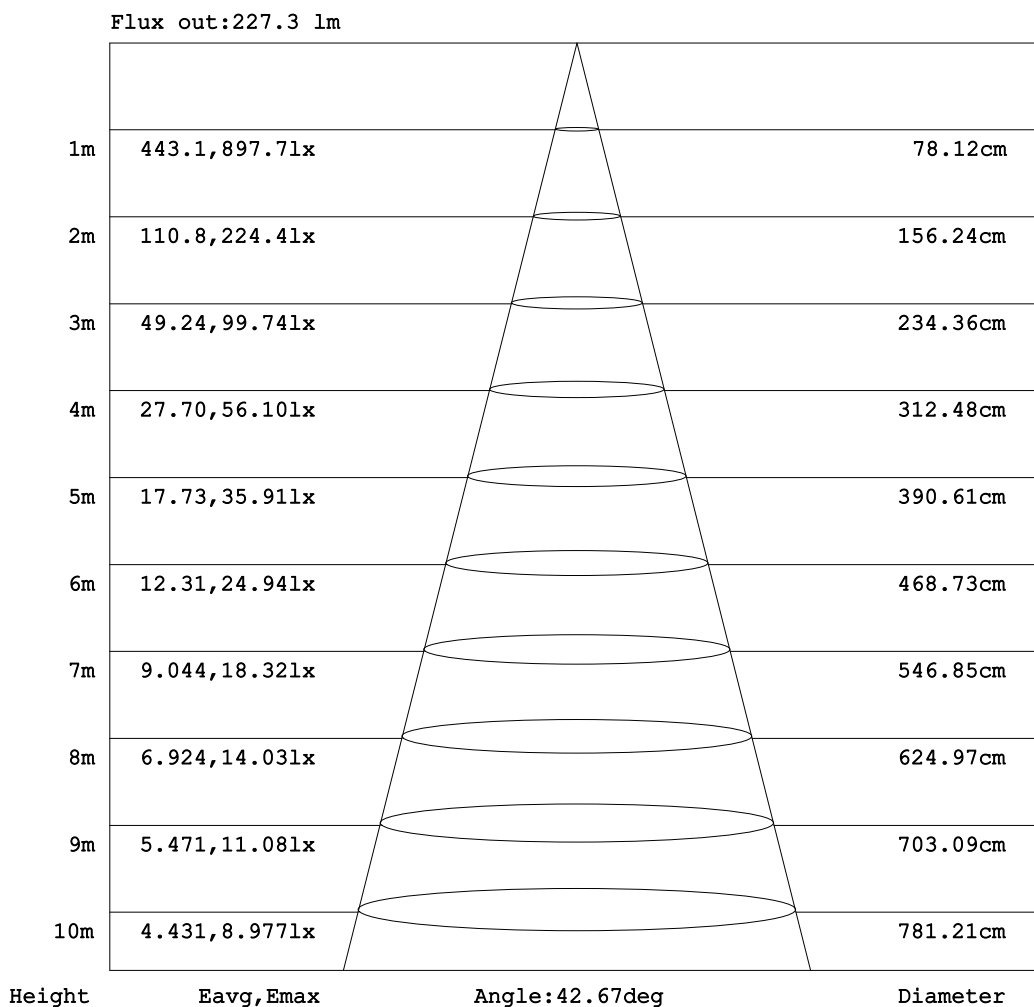 Flux out:227.3 lm
1m 443.1,897.7lx 78.12cm
2m 110.8,224.4lx 156.24cm
3m 49.24,99.74lx 234.36cm
4m 27.70,56.10lx 312.48cm
5m 17.73,35.91lx 390.61cm
6m 12.31,24.94lx 468.73cm
7m 9.044,18.32lx 546.85cm
8m 6.924,14.03lx 624.97cm
9m 5.471,11.08lx 703.09cm
10m 4.431,8.977lx 781.21cm
Height Eavg,Emax Angle:42.67deg Diameter